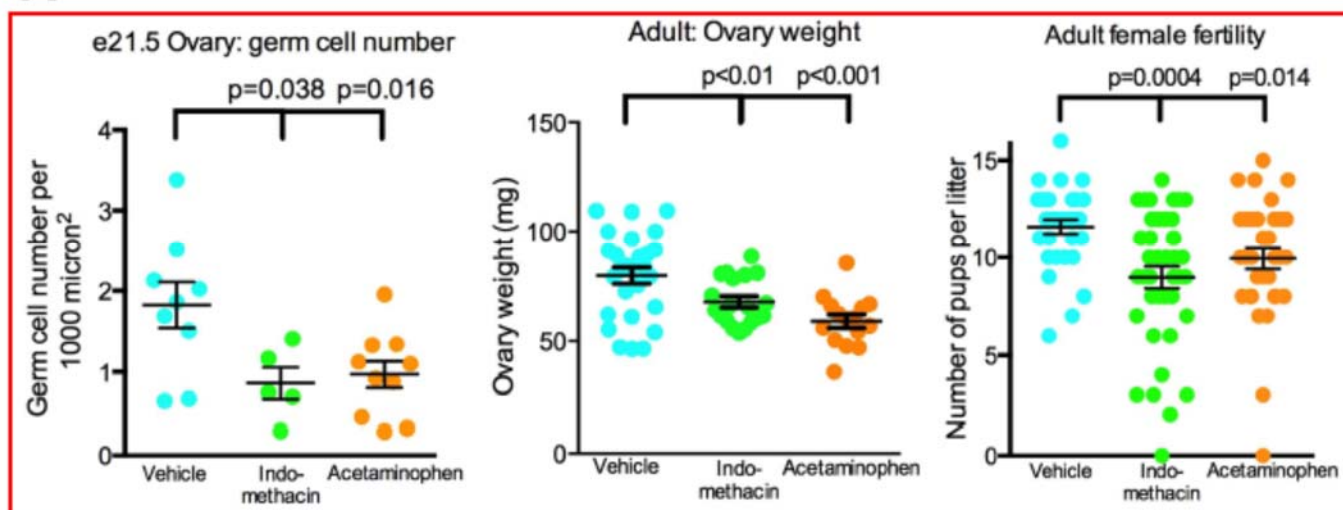 e21.5 Ovary: germ cell number
p=0.038 p=0.016
Germ cell number per
1000 micron²
4
3
2
1
0
Vehicle
Indo-
methacin
Acetaminophen
Adult: Ovary weight
p<0.01 p<0.001
Ovary weight (mg)
150
100
50
0
Vehicle
Indo-
methacin
Acetaminophen
Adult female fertility
p=0.0004 p=0.014
Number of pups per litter
15
10
5
0
Vehicle
Indo-
methacin
Acetaminophen